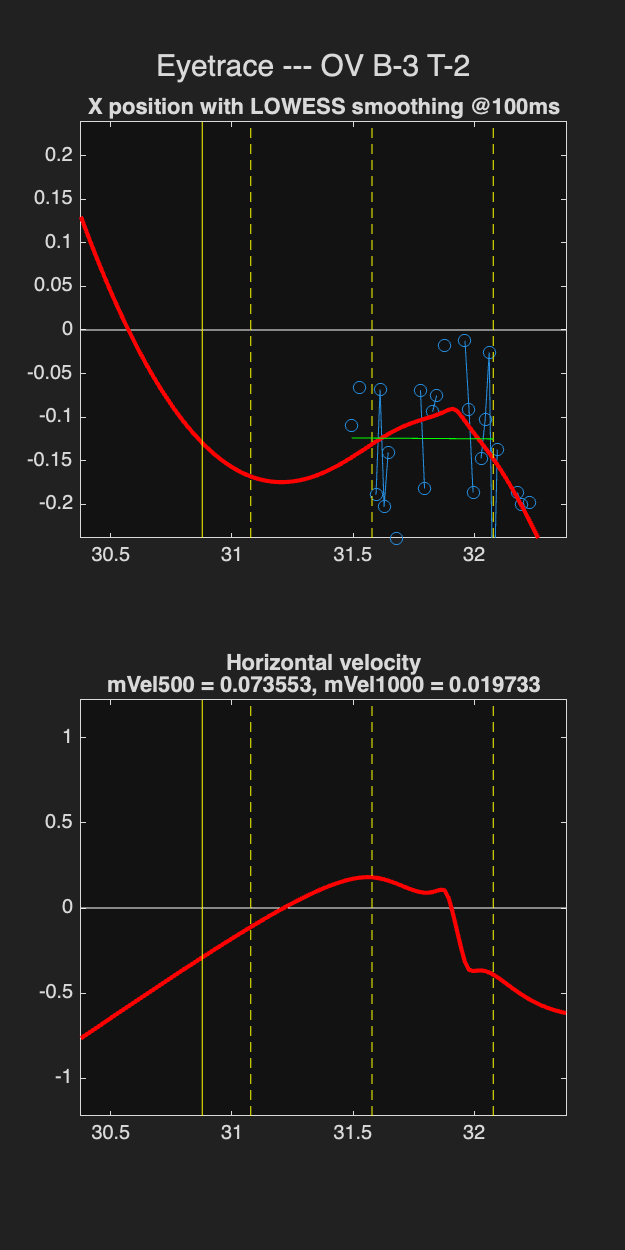 Eyetrace --- OV B-3 T-2
X position with LOWESS smoothing @100ms
0.2
0.15
0.1
0.05
0
-0.05
-0.1
-0.15
-0.2
30.5 31 31.5 32
Horizontal velocity
mVel500 = 0.073553, mVel1000 = 0.019733
1
0.5
0
-0.5
-1
30.5 31 31.5 32